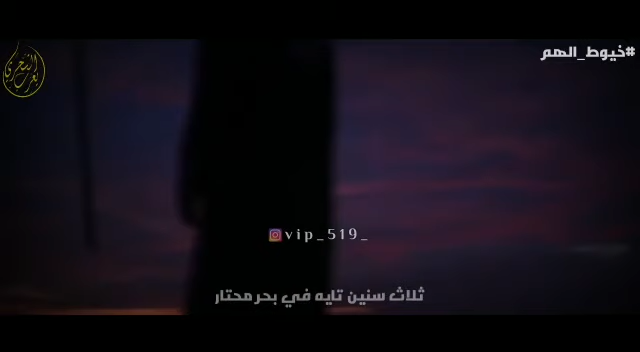 #خيوط_الهم
vip_519_
ثلاث سنين تايه في بحر محتار